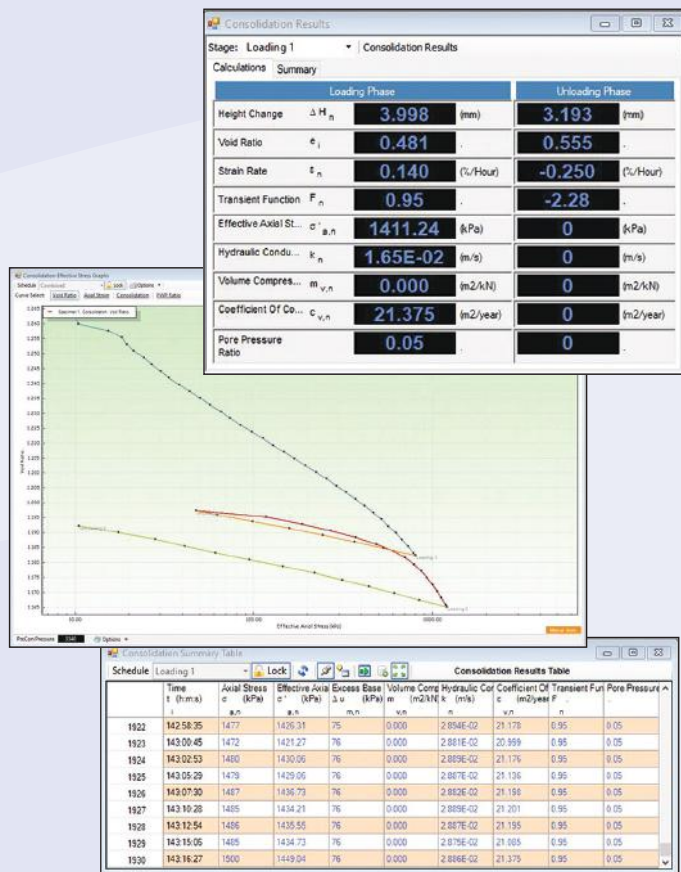 Consolidation Results
Stage: Loading 1 Consolidation Results
Calculations Summary
Loading Phase Unloading Phase
Height Change Δ H n 3.998 (mm) 3.193 (mm)
Void Ratio e i 0.481 . 0.555 .
Strain Rate ε n 0.140 (%/Hour) -0.250 (%/Hour)
Transient Function F n 0.95 . -2.28 .
Effective Axial St... σ' a,n 1411.24 (kPa) 0 (kPa)
Hydraulic Condu... k n 1.65E-02 (m/s) 0 (m/s)
Volume Compres... m v,n 0.000 (m2/kN) 0 (m2/kN)
Coefficient Of Co... c v,n 21.375 (m2/year) 0 (m2/year)
Pore Pressure Ratio 0.05 . 0 .
Consolidation Effective Stress Graph
Schedule Combined Lock Options
Curve Select: Void Ratio Axial Strain Consolidation PWR Ratio
Specimen 1 Consolidation Void Ratio
Void Ratio
Loading 1
Effective Axial Stress (kPa)
PreConPressure Options
Consolidation Summary Table
Schedule Loading 1 Lock Consolidation Results Table
Time Axial Stress Effective Axia Excess Base Volume Comp Hydraulic Cor Coefficient Of Transient Fun Pore Pressure
t (h:m:s) σ (kPa) σ' (kPa) Δ u (kPa) m (m2/kN k (m/s) c (m2/year F . .
i a,n a,n m,n v,n n v,n n
1922 142:58:35 1477 1426.31 75 0.000 2.894E-02 21.178 0.95 0.05
1923 143:00:45 1472 1421.27 76 0.000 2.881E-02 20.959 0.95 0.05
1924 143:02:53 1480 1430.06 76 0.000 2.889E-02 21.176 0.95 0.05
1925 143:05:29 1479 1429.06 76 0.000 2.887E-02 21.136 0.95 0.05
1926 143:07:30 1487 1436.73 76 0.000 2.882E-02 21.198 0.95 0.05
1927 143:10:28 1485 1434.21 76 0.000 2.889E-02 21.201 0.95 0.05
1928 143:12:54 1486 1435.55 76 0.000 2.887E-02 21.195 0.95 0.05
1929 143:15:06 1485 1434.73 76 0.000 2.875E-02 21.085 0.95 0.05
1930 143:16:27 1500 1449.04 76 0.000 2.886E-02 21.375 0.95 0.05